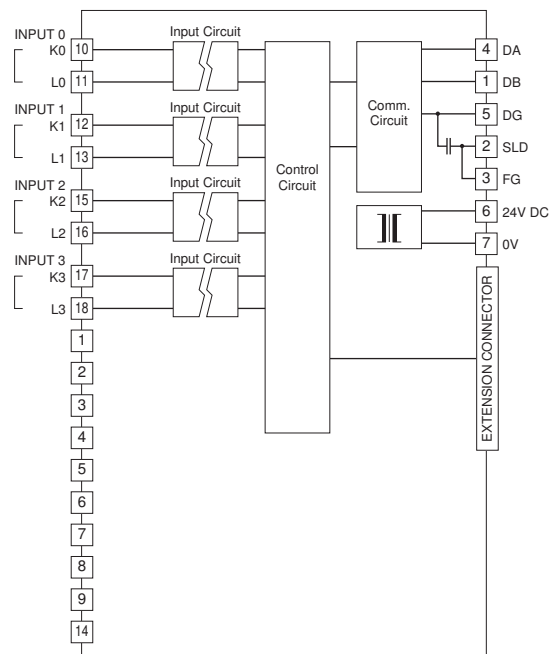 INPUT 0
K0 10
L0 11
Input Circuit
INPUT 1
K1 12
L1 13
Input Circuit
INPUT 2
K2 15
L2 16
Input Circuit
INPUT 3
K3 17
L3 18
Input Circuit
1
2
3
4
5
6
7
8
9
14
Control
Circuit
Comm.
Circuit
4 DA
1 DB
5 DG
2 SLD
3 FG
6 24V DC
7 0V
EXTENSION CONNECTOR